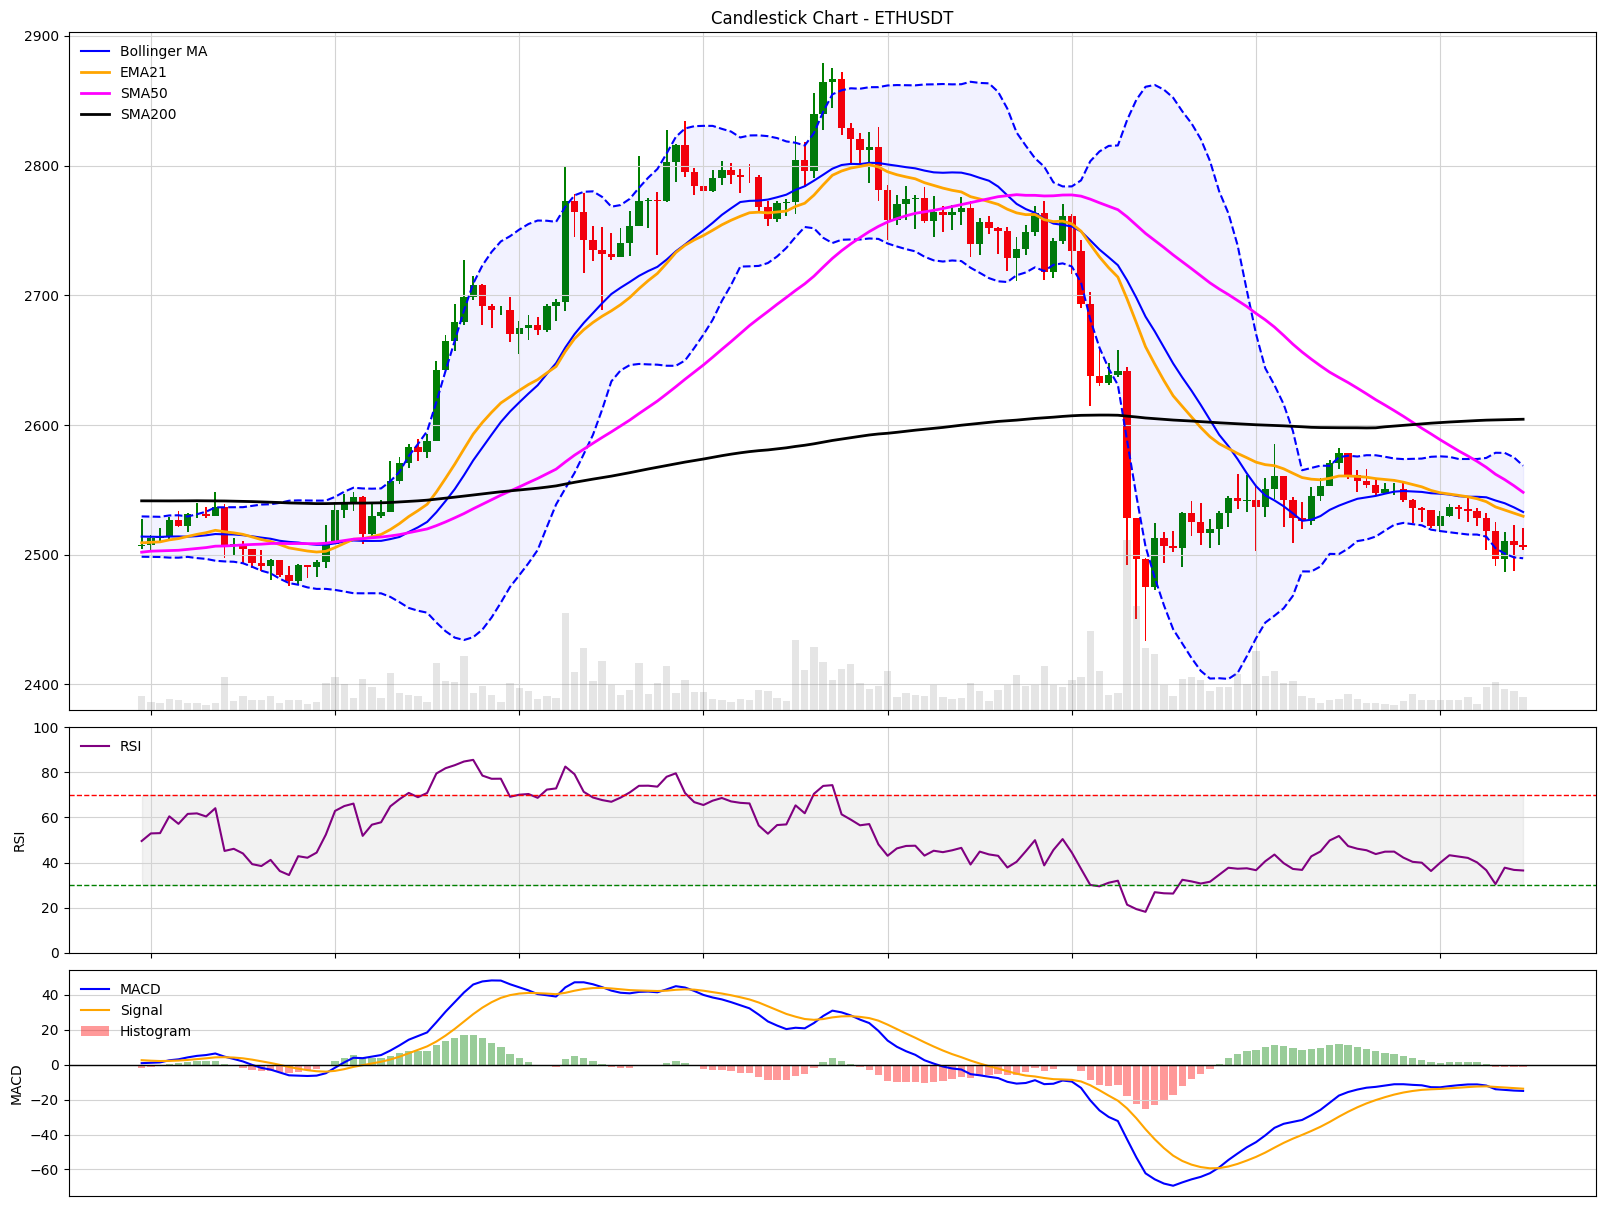 Candlestick Chart - ETHUSDT
Bollinger MA
EMA21
SMA50
SMA200
2900
2800
2700
2600
2500
2400
RSI
100
80
60
40
20
0
RSI
MACD
Signal
Histogram
40
20
0
−20
−40
−60
MACD